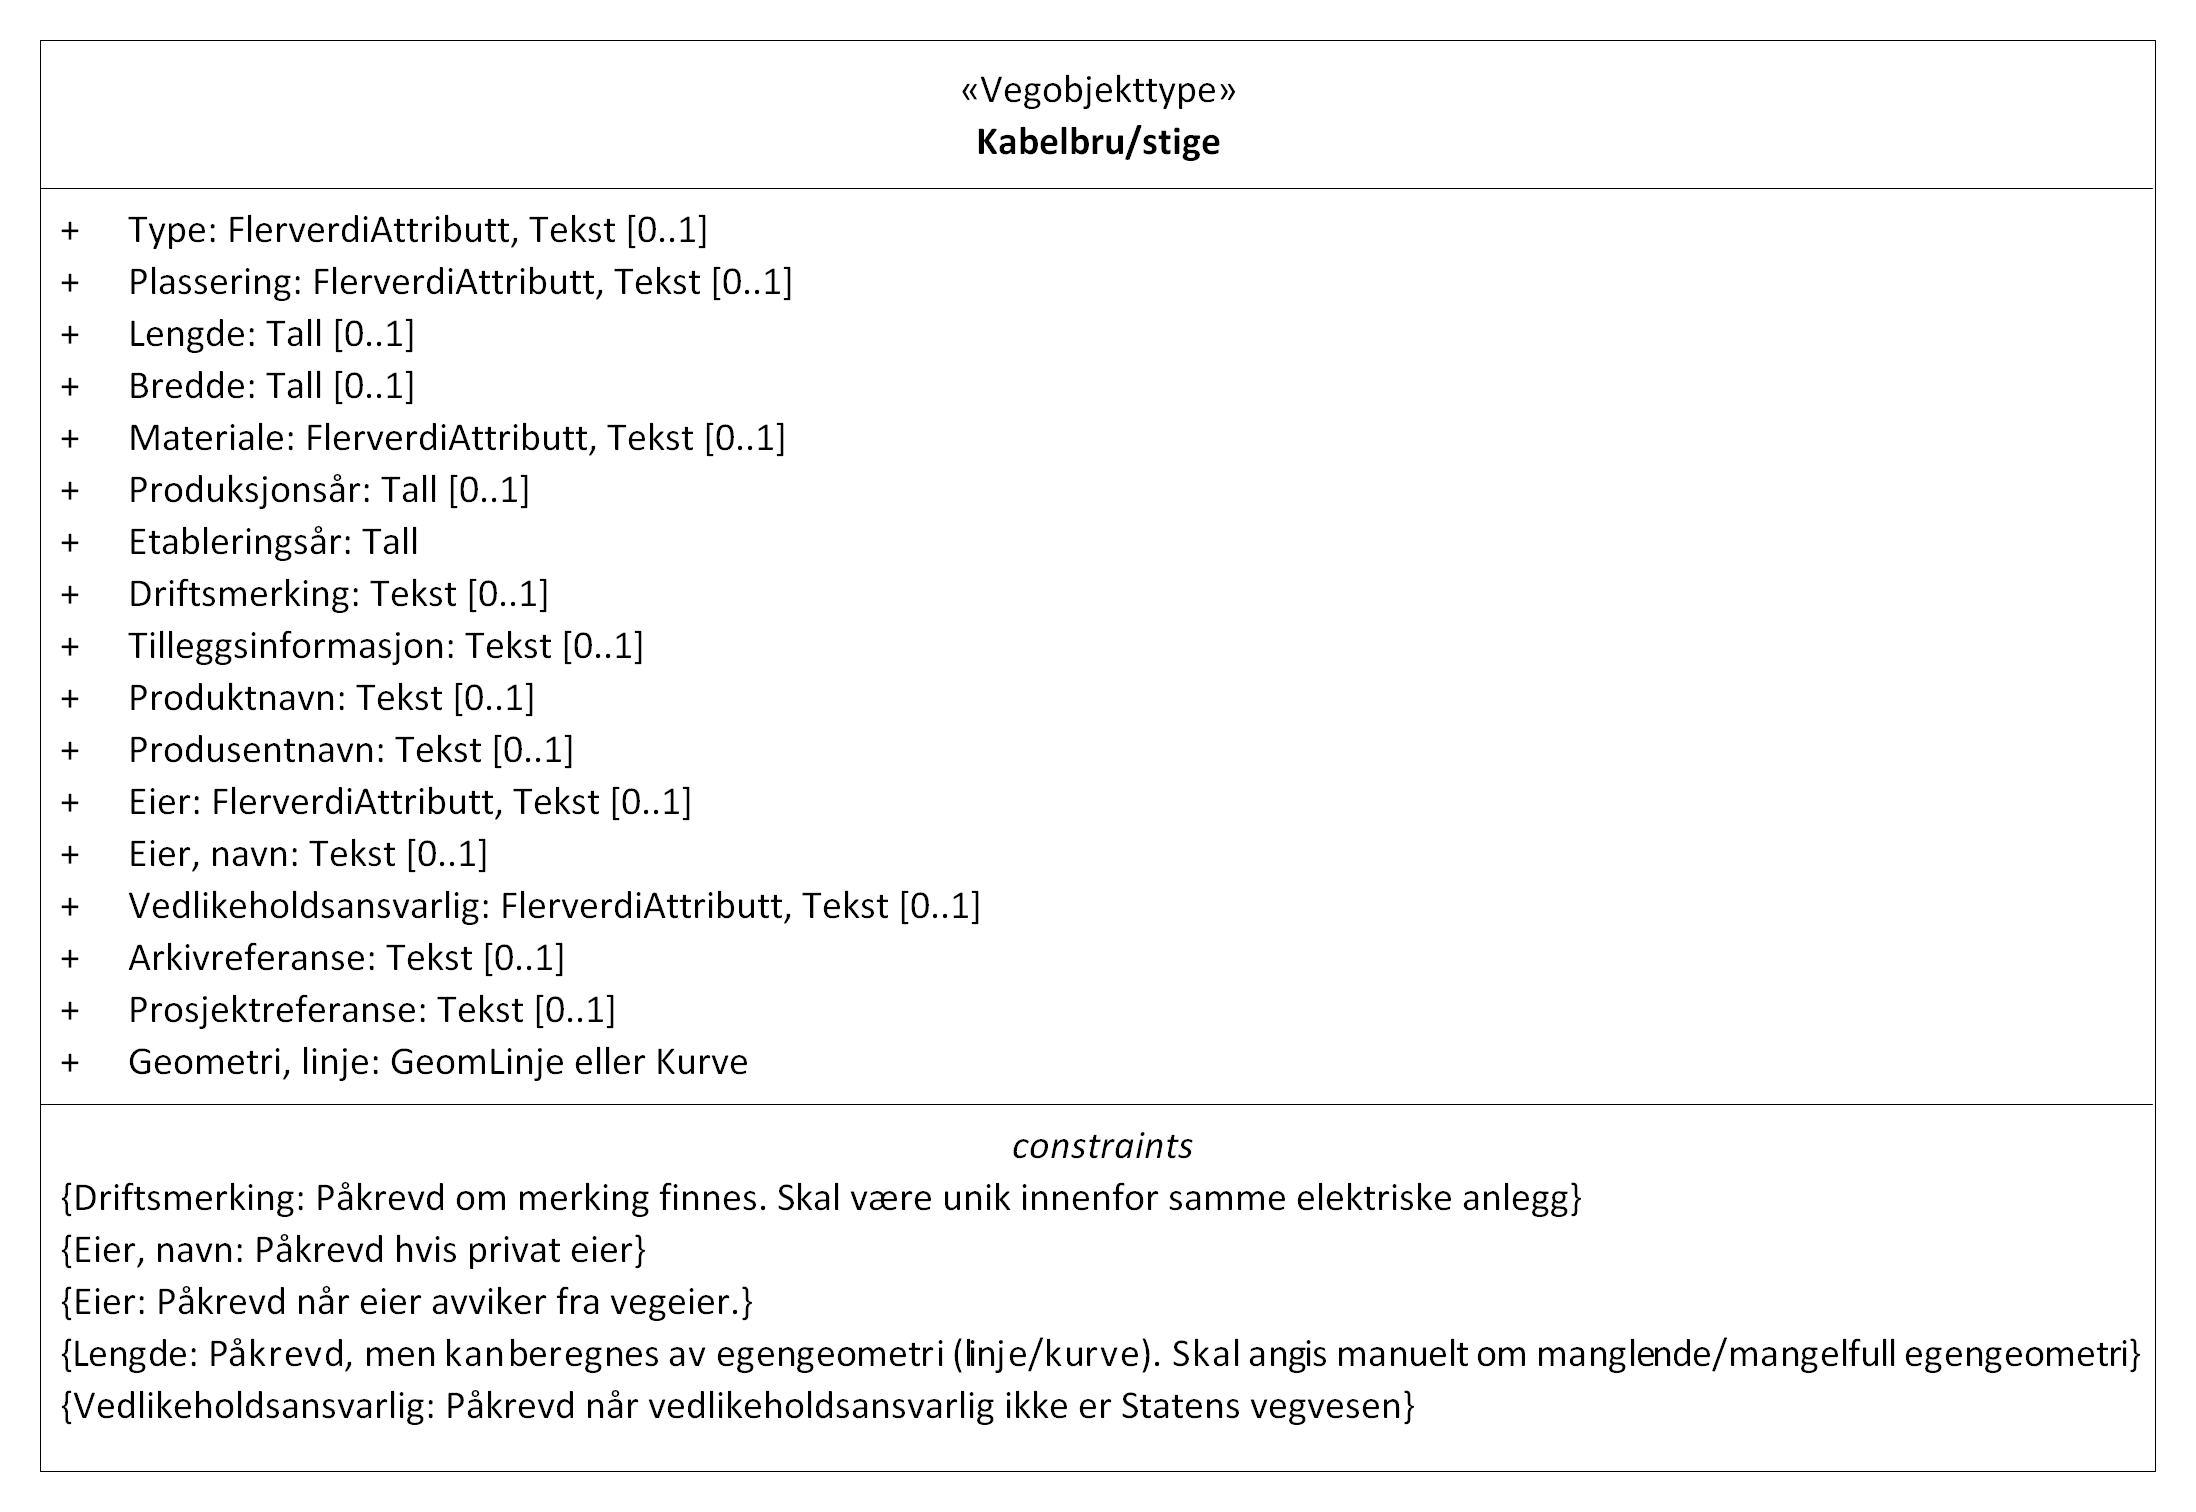 «Vegobjekttype»
Kabelbru/stige
+ Type: FlerverdiAttributt, Tekst [0..1]
+ Plassering: FlerverdiAttributt, Tekst [0..1]
+ Lengde: Tall [0..1]
+ Bredde: Tall [0..1]
+ Materiale: FlerverdiAttributt, Tekst [0..1]
+ Produksjonsår: Tall [0..1]
+ Etableringsår: Tall
+ Driftsmerking: Tekst [0..1]
+ Tilleggsinformasjon: Tekst [0..1]
+ Produktnavn: Tekst [0..1]
+ Produsentnavn: Tekst [0..1]
+ Eier: FlerverdiAttributt, Tekst [0..1]
+ Eier, navn: Tekst [0..1]
+ Vedlikeholdsansvarlig: FlerverdiAttributt, Tekst [0..1]
+ Arkivreferanse: Tekst [0..1]
+ Prosjektreferanse: Tekst [0..1]
+ Geometri, linje: GeomLinje eller Kurve
constraints
{Driftsmerking: Påkrevd om merking finnes. Skal være unik innenfor samme elektriske anlegg}
{Eier, navn: Påkrevd hvis privat eier}
{Eier: Påkrevd når eier avviker fra vegeier.}
{Lengde: Påkrevd, men kan beregnes av egengeometri (linje/kurve). Skal angis manuelt om manglende/mangelfull egengeometri}
{Vedlikeholdsansvarlig: Påkrevd når vedlikeholdsansvarlig ikke er Statens vegvesen}